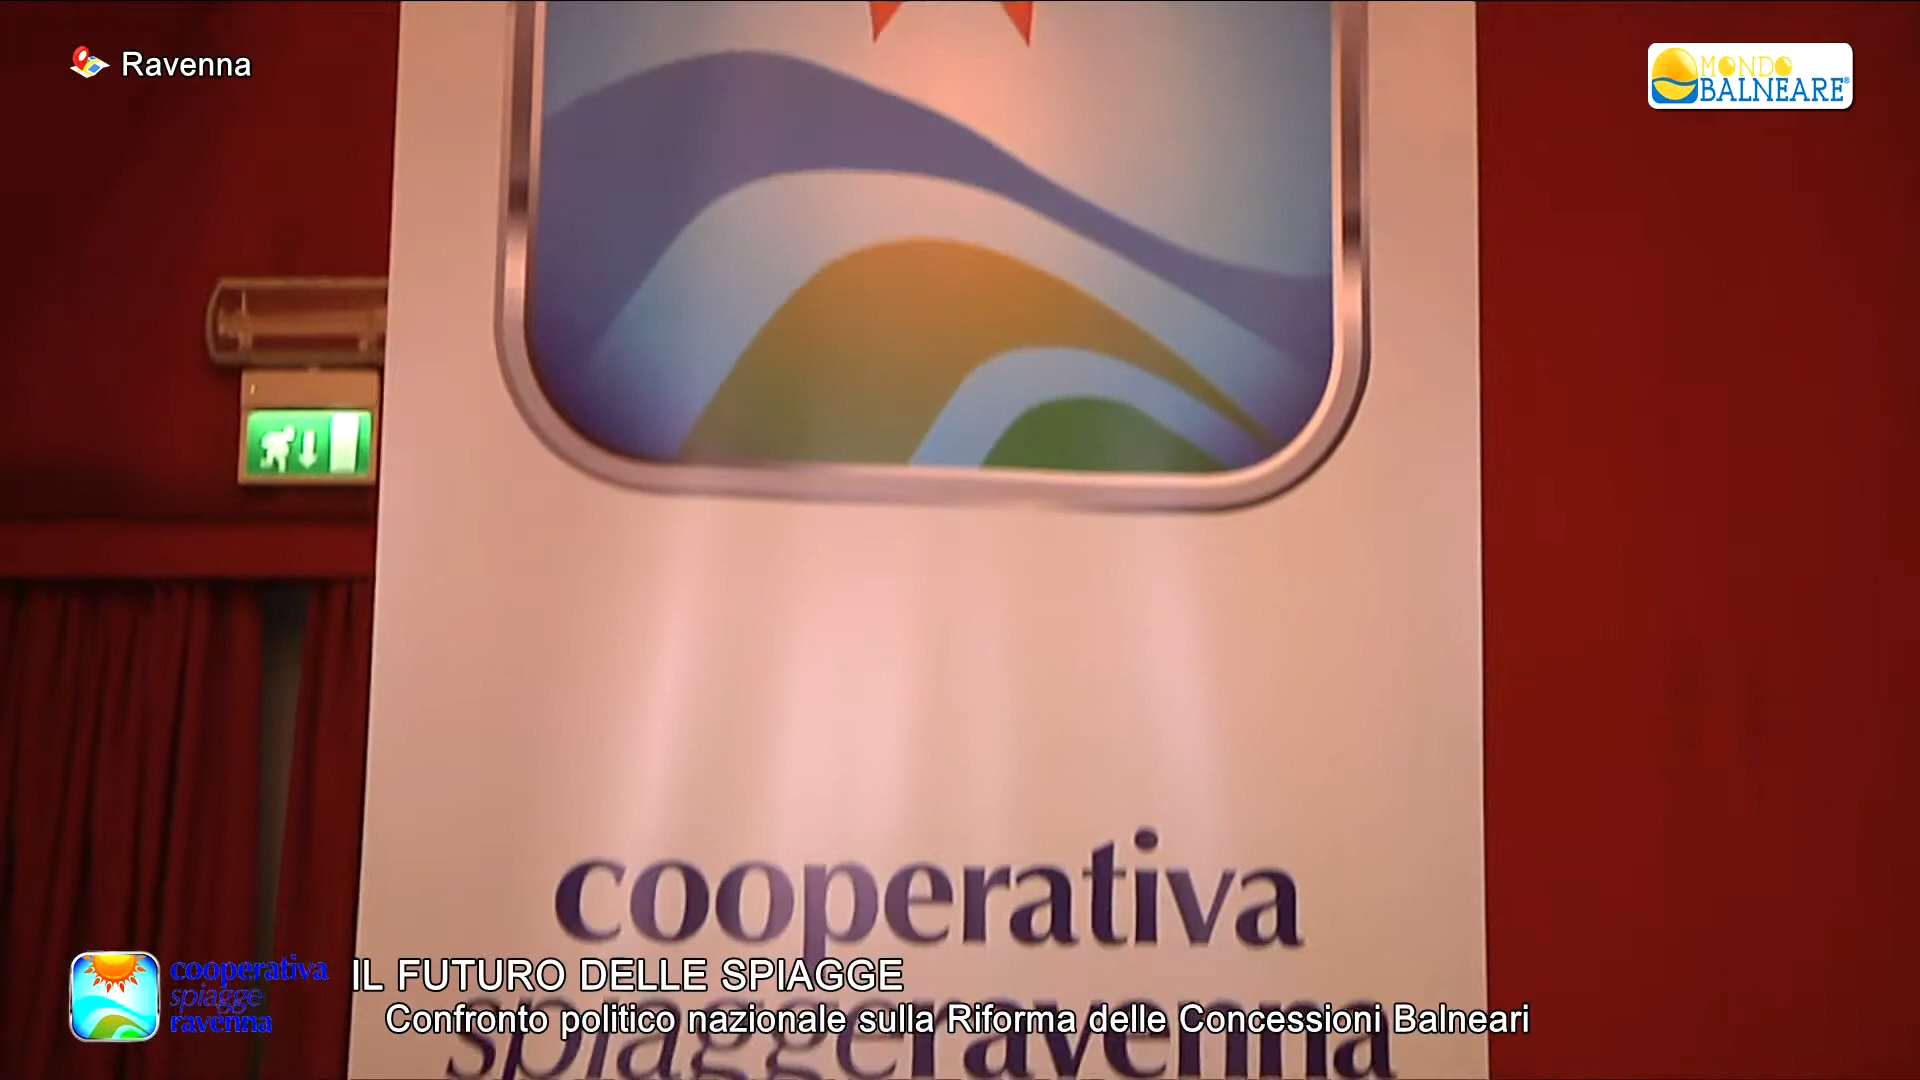 Ravenna
MONDO
BALNEARE®
cooperativa
spiaggeravenna
cooperativa
spiagge
ravenna
IL FUTURO DELLE SPIAGGE
Confronto politico nazionale sulla Riforma delle Concessioni Balneari